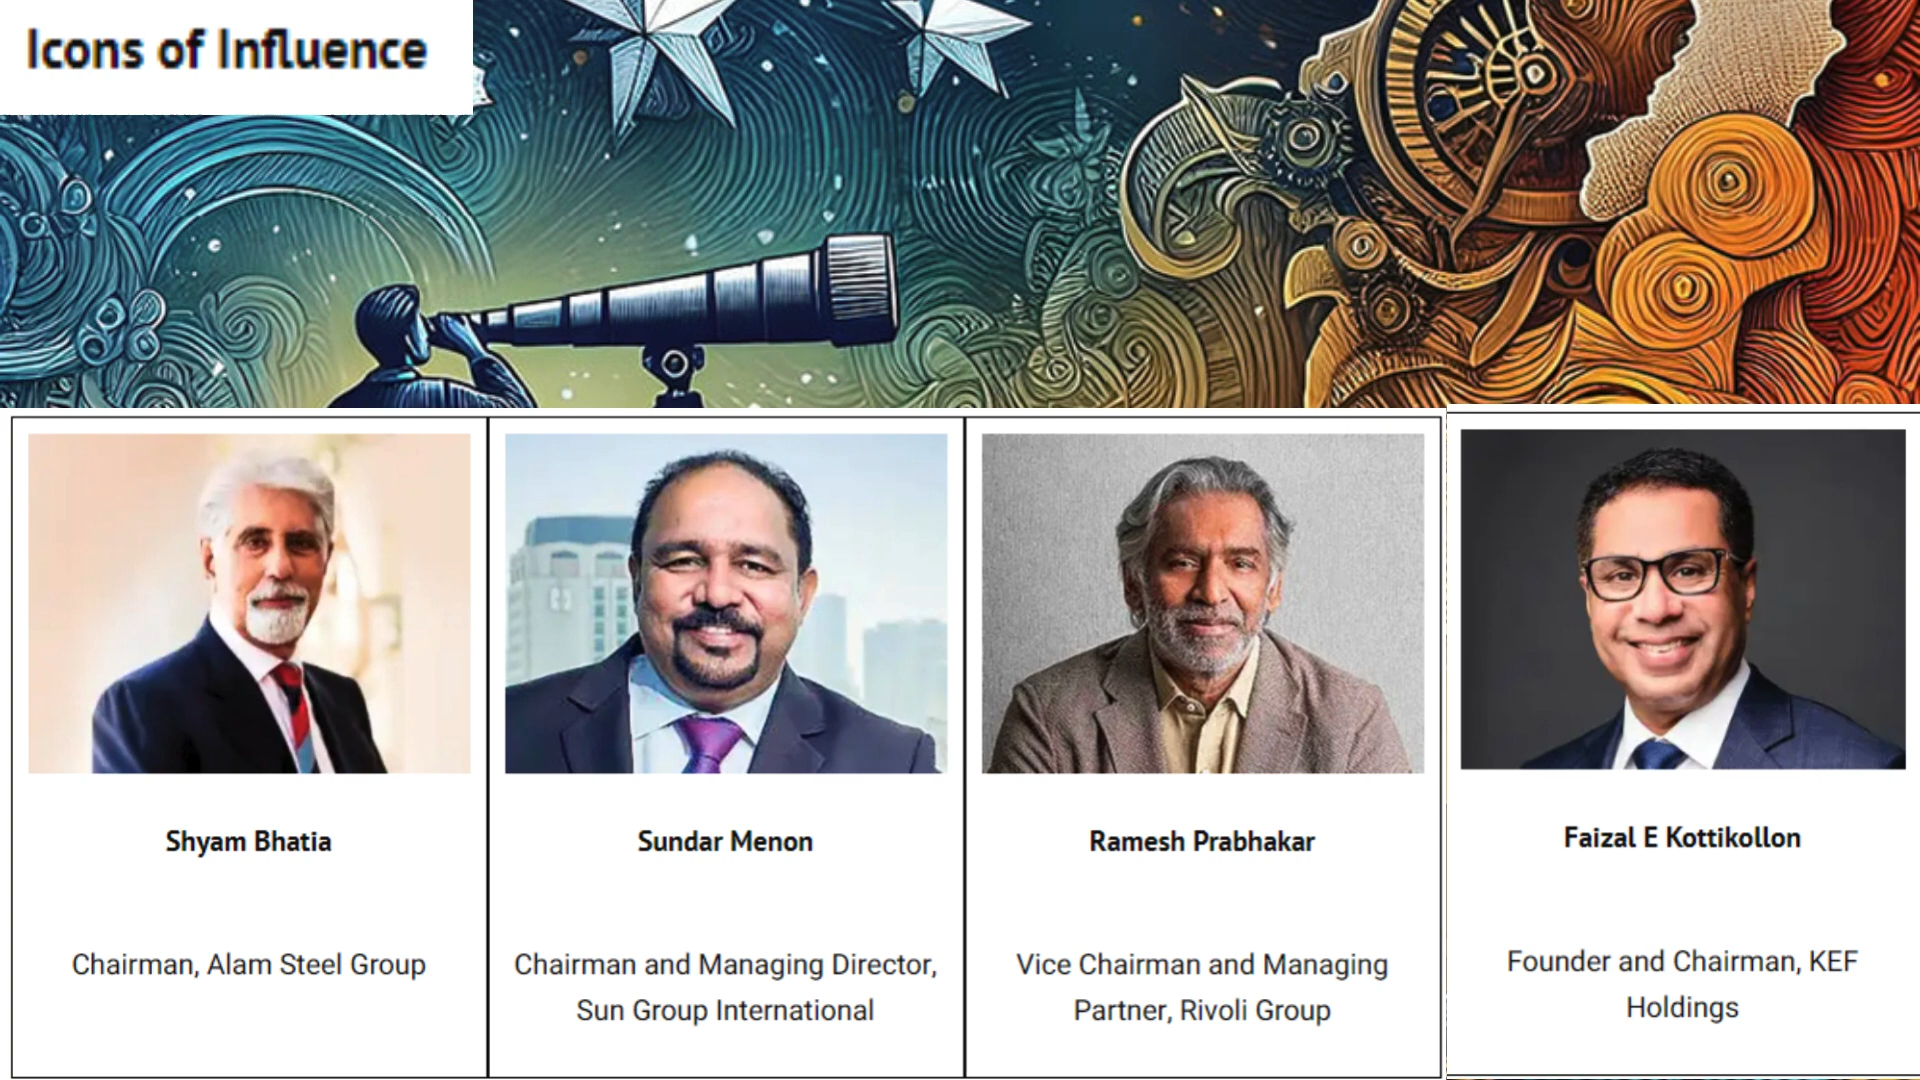 Icons of Influence
Shyam Bhatia
Chairman, Alam Steel Group
Sundar Menon
Chairman and Managing Director,
Sun Group International
Ramesh Prabhakar
Vice Chairman and Managing
Partner, Rivoli Group
Faizal E Kottikollon
Founder and Chairman, KEF
Holdings